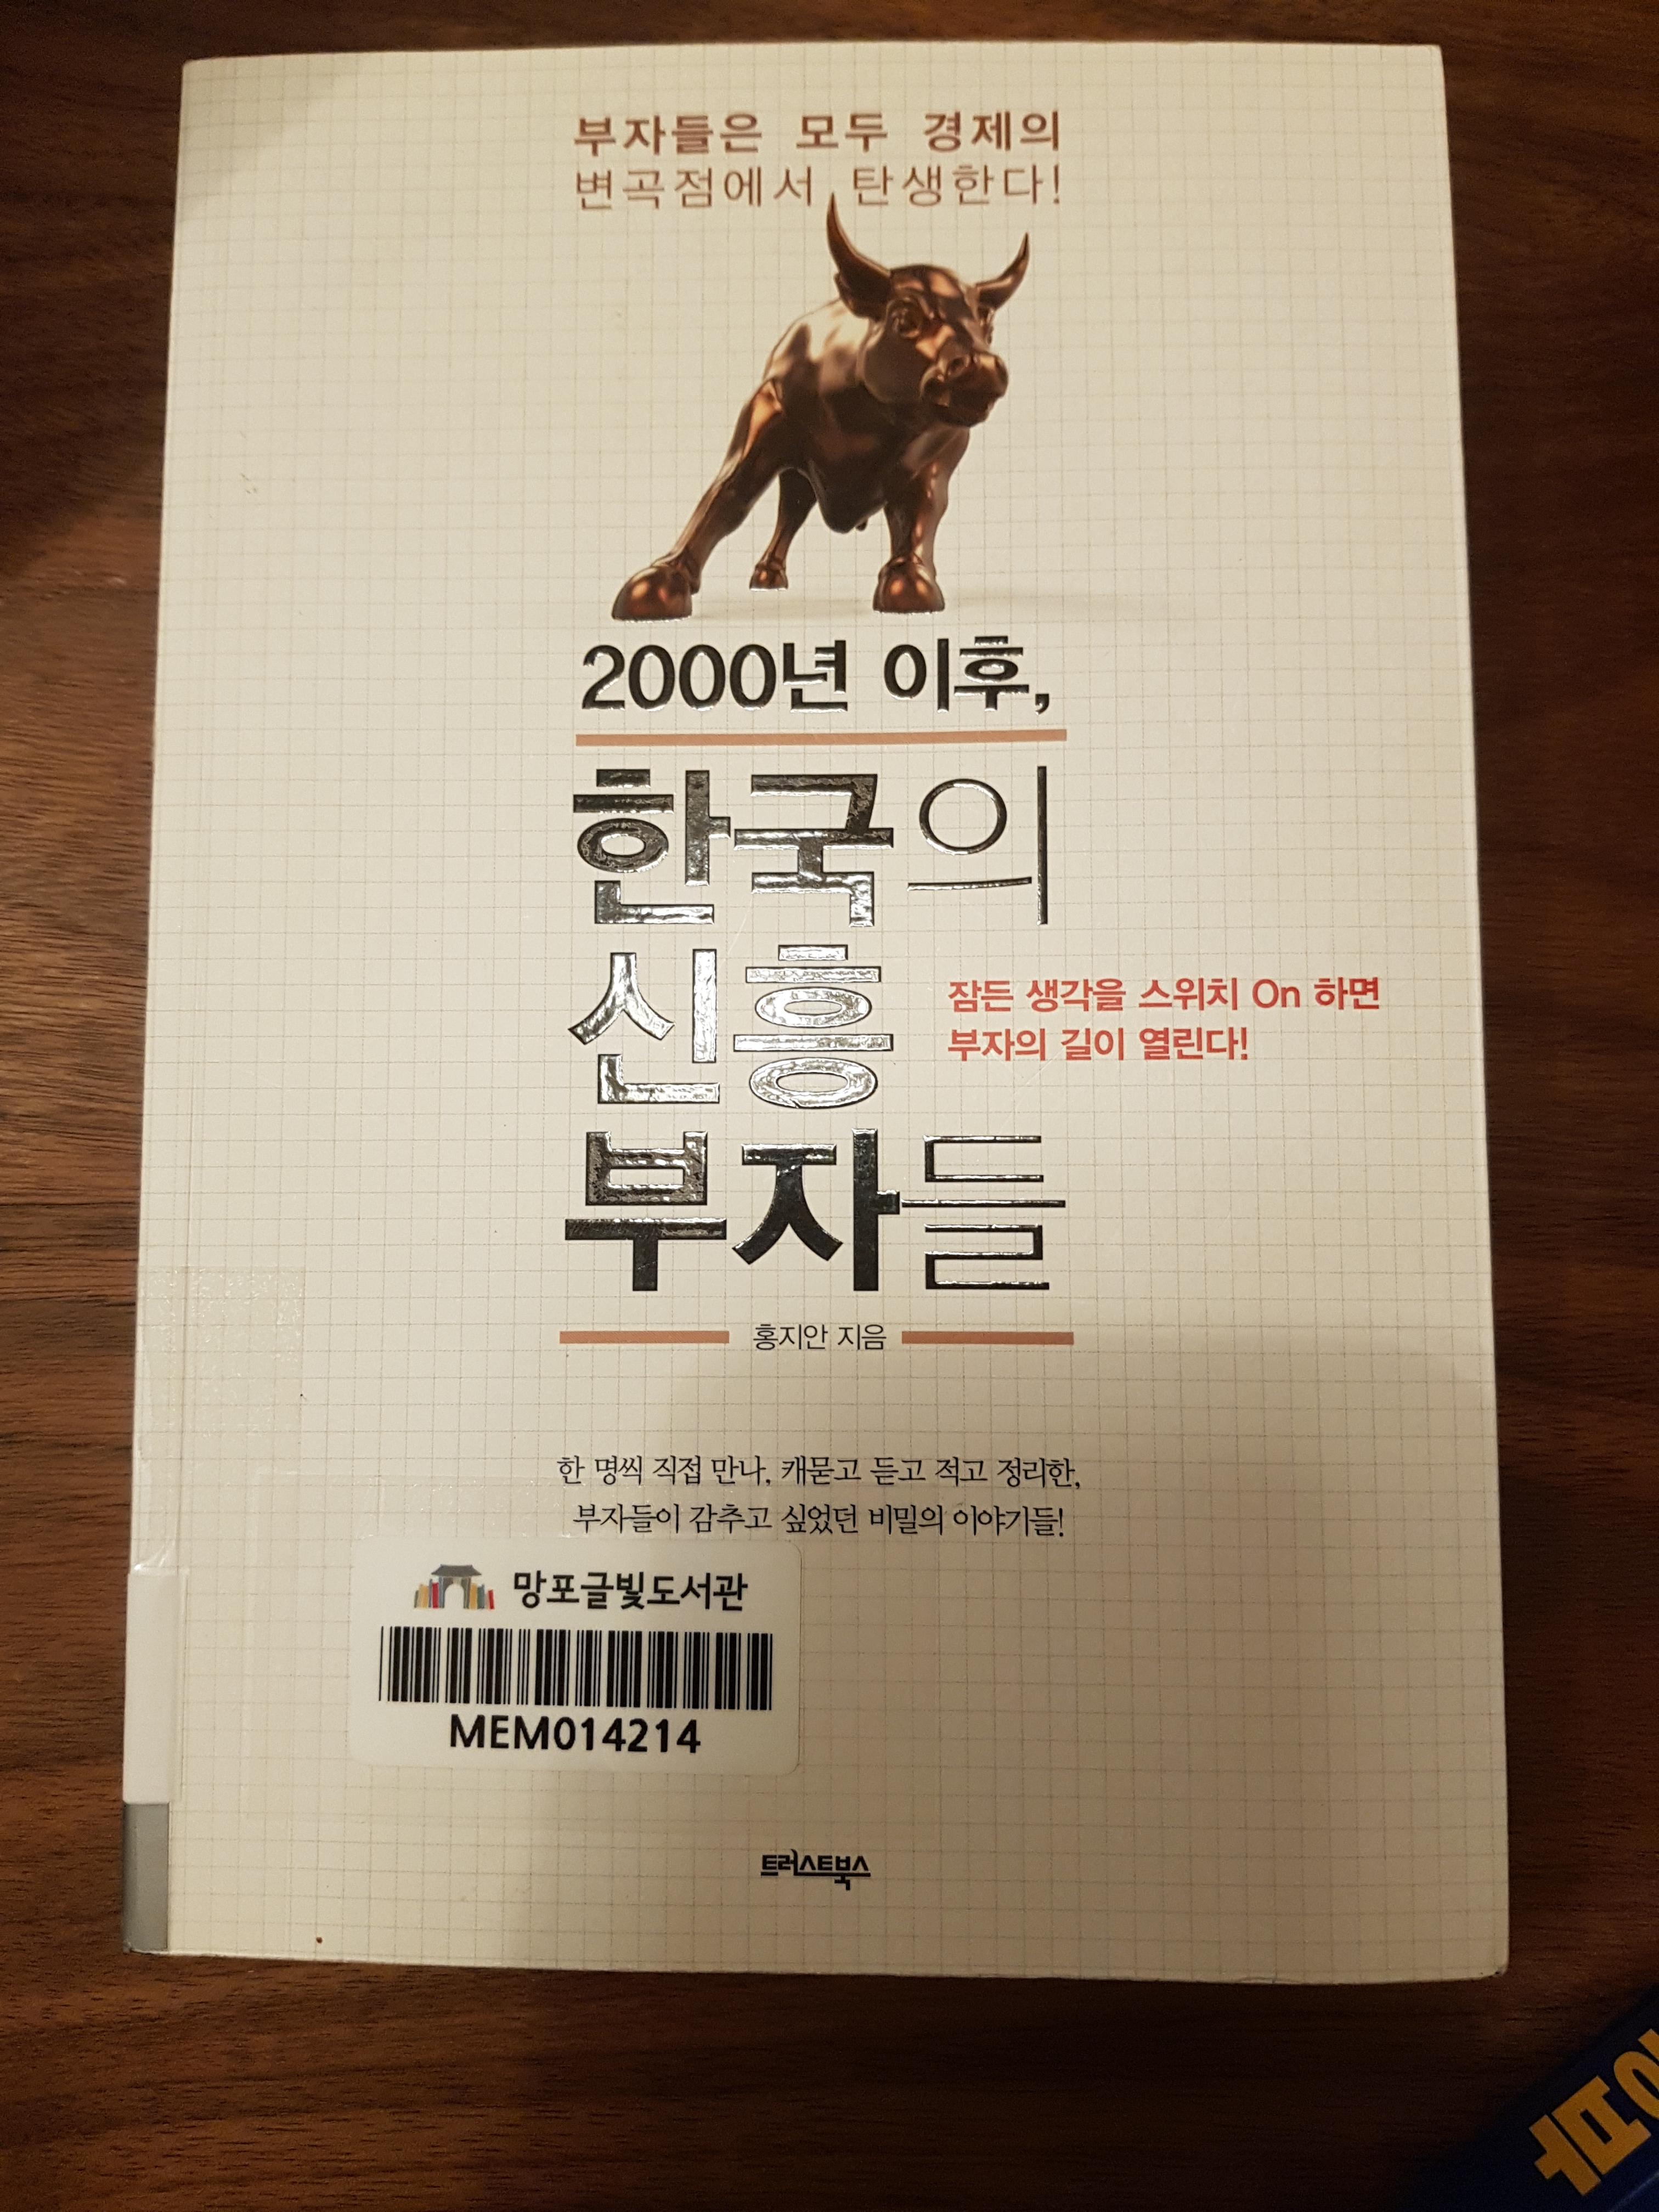 부자들은 모두 경제의
변곡점에서 탄생한다!
2000년 이후,
한국의
신흥
부자들
잠든 생각을 스위치 On 하면
부자의 길이 열린다!
홍지안 지음
한 명씩 직접 만나, 캐묻고 듣고 적고 정리한,
부자들이 감추고 싶었던 비밀의 이야기들!
망포글빛도서관
MEM014214
트러스트북스